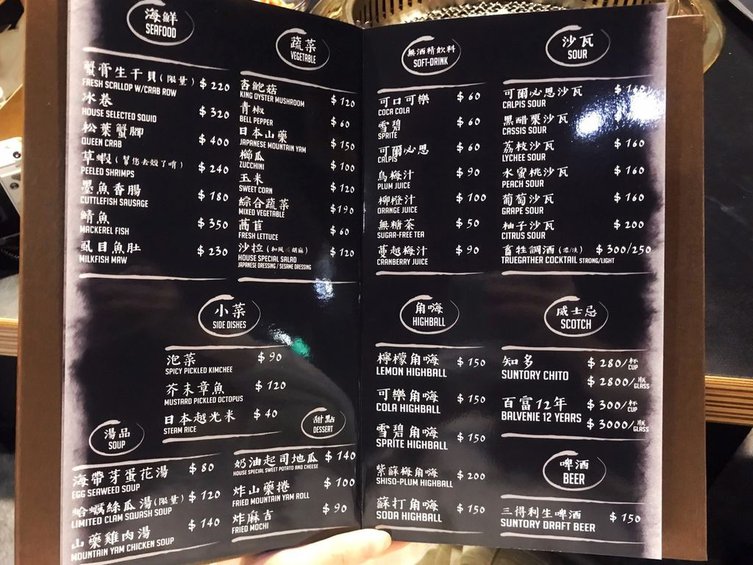 海鮮
SEAFOOD
蟹膏生干貝(限量) $ 220
FRESH SCALLOP W/CRAB ROW
冰卷 $ 320
HOUSE SELECTED SQUID
松葉蟹腳 $ 400
QUEEN CRAB
草蝦(幫您去殼了唷) $ 240
PEELED SHRIMPS
墨魚香腸 $ 180
CUTTLEFISH SAUSAGE
鯖魚 $ 350
MACKEREL FISH
虱目魚肚 $ 230
MILKFISH MAW
蔬菜
VEGETABLE
杏鮑菇 $ 120
KING OYSTER MUSHROOM
青椒 $ 60
BELL PEPPER
日本山藥 $ 150
JAPANESE MOUNTAIN YAM
櫛瓜 $ 100
ZUCCHINI
玉米 $ 120
SWEET CORN
綜合蔬菜 $ 190
MIXED VEGETABLE
萵苣 $ 60
FRESH LETTUCE
沙拉 $ 120
HOUSE SPECIAL SALAD
JAPANESE DRESSING / SESAME DRESSING
小菜
SIDE DISHES
泡菜 $ 90
SPICY PICKLED KIMCHEE
芥末章魚 $ 120
MUSTARD PICKLED OCTOPUS
日本越光米 $ 40
STEAM RICE
湯品
SOUP
海帶芽蛋花湯 $ 80
EGG SEAWEED SOUP
蛤蠣絲瓜湯(限量) $ 120
LIMITED CLAM SQUASH SOUP
山藥雞肉湯 $ 140
MOUNTAIN YAM CHICKEN SOUP
甜點
DESSERT
奶油起司地瓜 $ 140
HOUSE SPECIAL SWEET POTATO AND CHEESE
炸山藥捲 $ 100
FRIED MOUNTAIN YAM ROLL
炸麻吉 $ 90
FRIED MOCHI
無酒精飲料
SOFT-DRINK
可口可樂 $ 60
COCA COLA
雪碧 $ 60
SPRITE
可爾必思 $ 60
CALPIS
烏梅汁 $ 90
PLUM JUICE
柳橙汁 $ 100
ORANGE JUICE
無糖茶 $ 50
SUGAR-FREE TEA
蔓越梅汁 $ 90
CRANBERRY JUICE
沙瓦
SOUR
可爾必思沙瓦
CALPIS SOUR
黑醋栗沙瓦
CASSIS SOUR
荔枝沙瓦 $ 160
LYCHEE SOUR
水蜜桃沙瓦 $ 160
PEACH SOUR
葡萄沙瓦 $ 160
GRAPE SOUR
柚子沙瓦 $ 200
CITRUS SOUR
畜牲調酒(濃/淡) $ 300/250
TRUEGATHER COCKTAIL STRONG/LIGHT
角嗨
HIGHBALL
檸檬角嗨 $ 150
LEMON HIGHBALL
可樂角嗨 $ 150
COLA HIGHBALL
雪碧角嗨 $ 150
SPRITE HIGHBALL
紫蘇梅角嗨 $ 200
SHISO-PLUM HIGHBALL
蘇打角嗨 $ 150
SODA HIGHBALL
威士忌
SCOTCH
知多 $ 280/杯 CUP
SUNTORY CHITO $ 2800/瓶 GLASS
百富12年 $ 300/杯 CUP
BALVENIE 12 YEARS $ 3000/瓶 GLASS
啤酒
BEER
三得利生啤酒 $ 150
SUNTORY DRAFT BEER